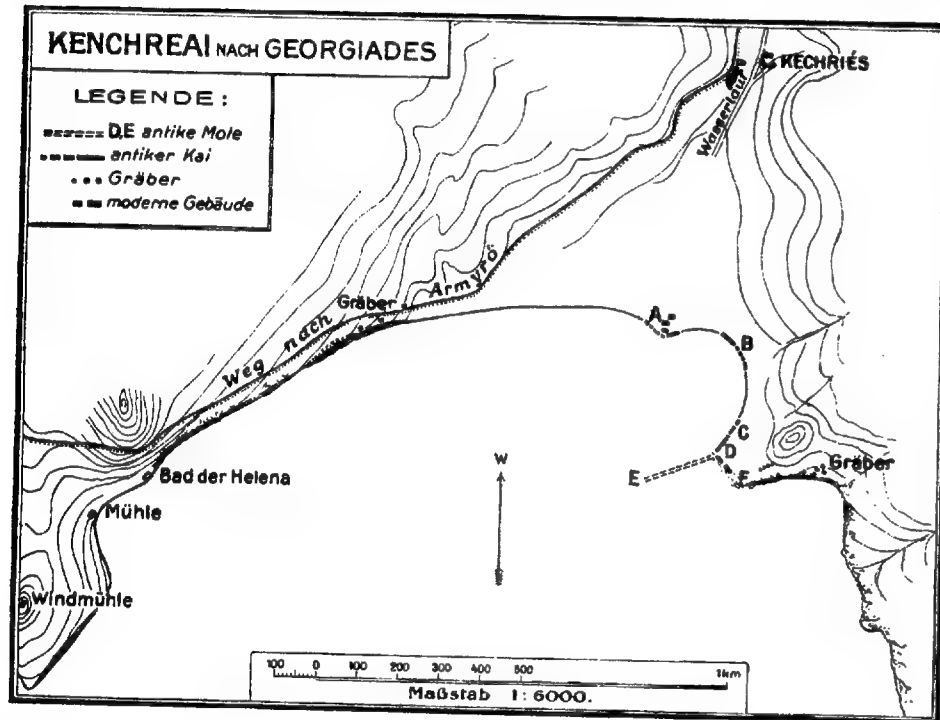 KENCHREAI NACH GEORGIADES
LEGENDE:
D,E antike Mole
antiker Kai
Gräber
moderne Gebäude
KECHRIÉS
Wasserlauf
Weg nach Armyrō
Gräber
A
B
C
D
E
F
Gräber
W
Bad der Helena
Mühle
Windmühle
100 0 100 200 300 400 500 1km
Maßstab 1:6000.